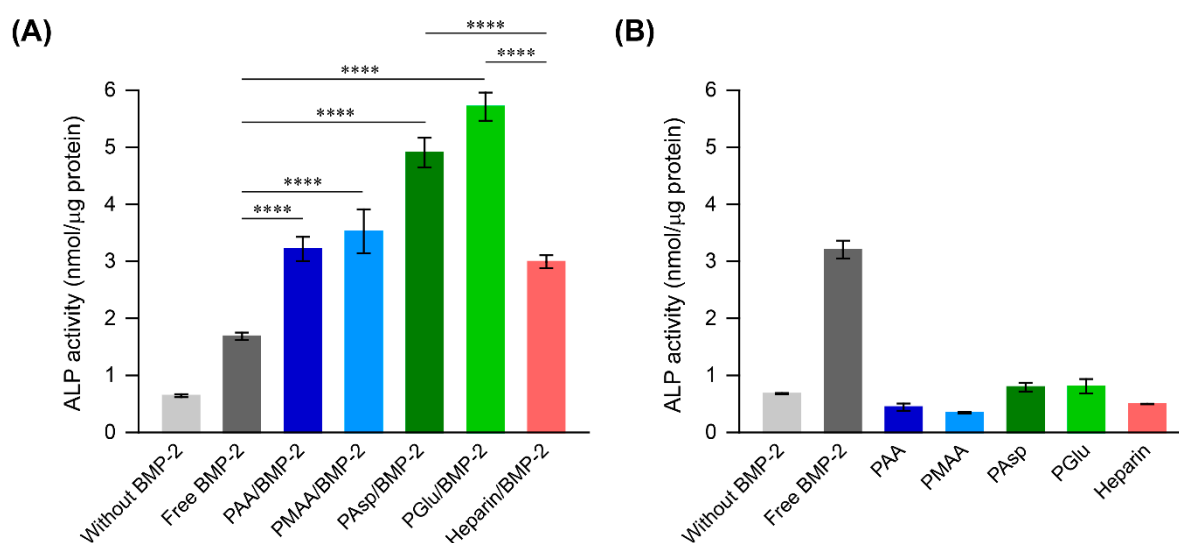 (A)
****
****
****
****
****
****
ALP activity (nmol/µg protein)
6
5
4
3
2
1
0
Without BMP-2
Free BMP-2
PAA/BMP-2
PMAA/BMP-2
PAsp/BMP-2
PGlu/BMP-2
Heparin/BMP-2
(B)
ALP activity (nmol/µg protein)
6
5
4
3
2
1
0
Without BMP-2
Free BMP-2
PAA
PMAA
PAsp
PGlu
Heparin